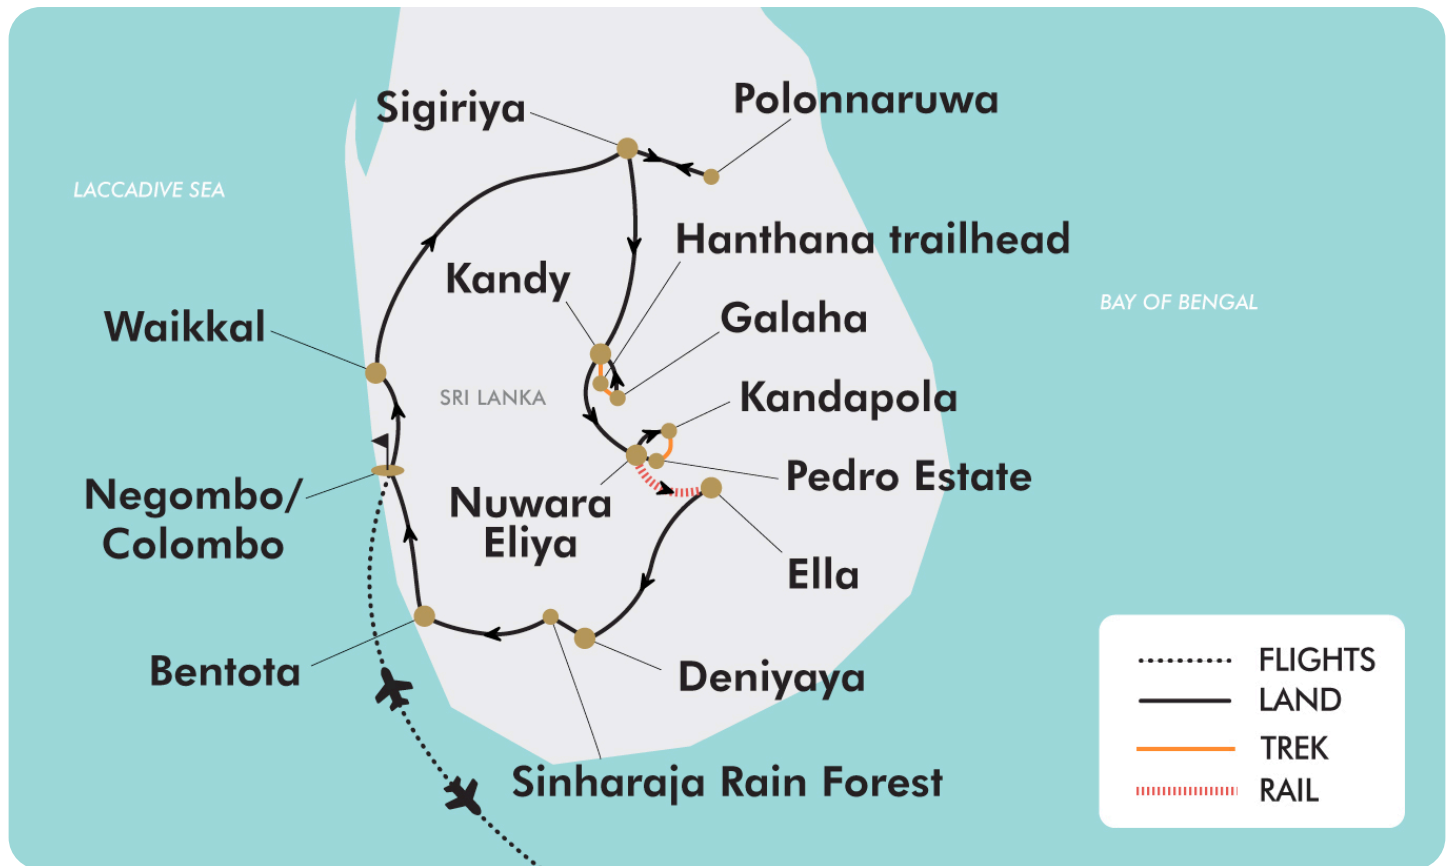 Sigiriya
Polonnaruwa
LACCADIVE SEA
Hanthana trailhead
Kandy
BAY OF BENGAL
Galaha
Waikkal
SRI LANKA
Kandapola
Pedro Estate
Negombo/
Colombo
Nuwara
Eliya
Ella
Bentota
Deniyaya
Sinharaja Rain Forest
FLIGHTS
LAND
TREK
RAIL